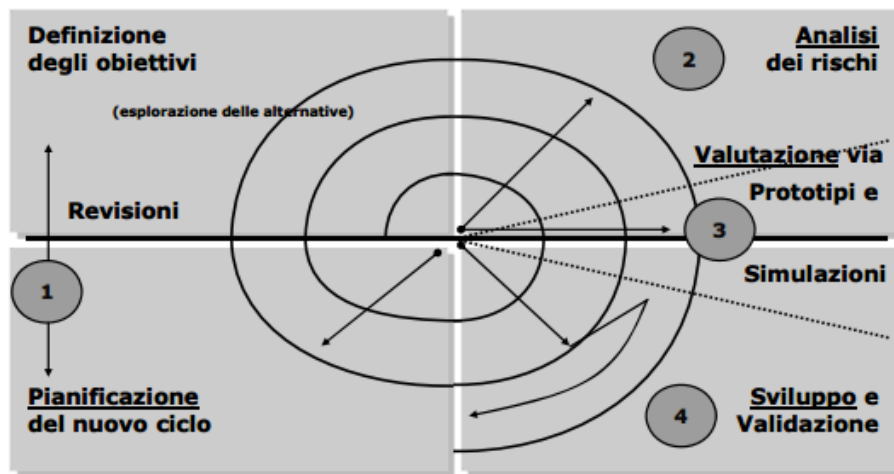 Definizione
degli obiettivi
(esplorazione delle alternative)
2
Analisi
dei rischi
Valutazione via
Prototipi e
Revisioni
3
Simulazioni
1
Pianificazione
del nuovo ciclo
4
Sviluppo e
Validazione